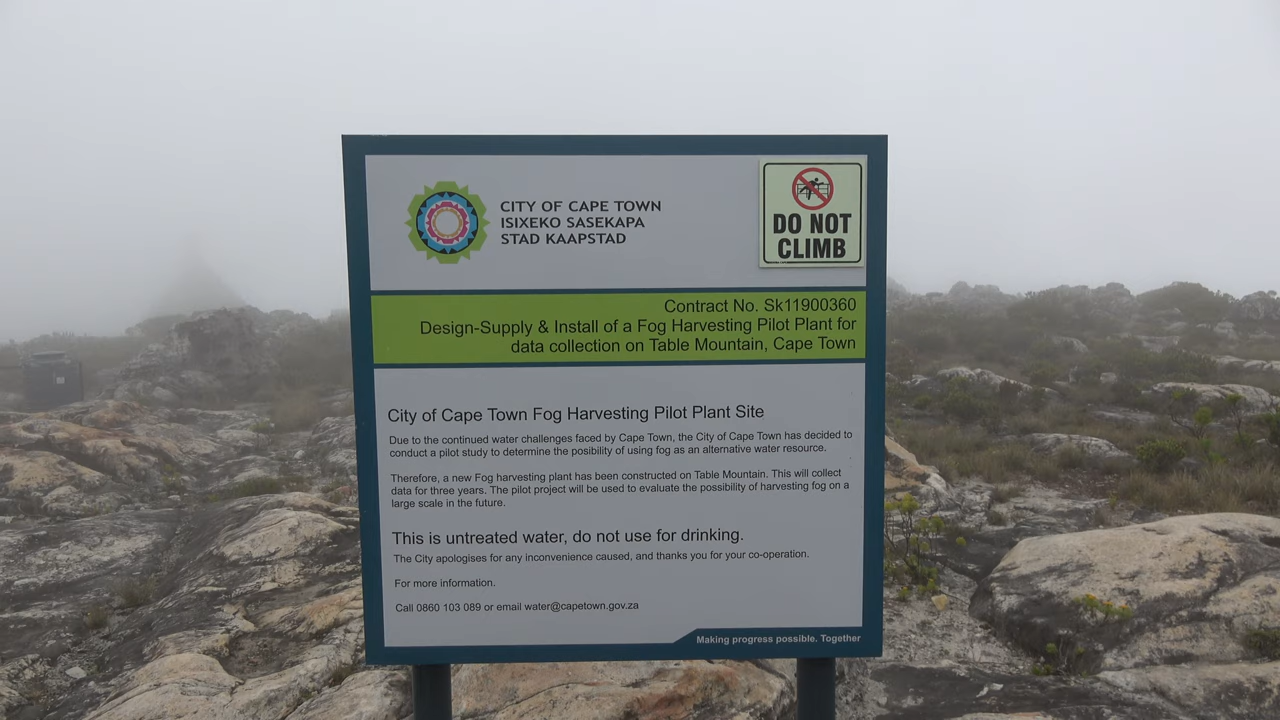 CITY OF CAPE TOWN
ISIXEKO SASEKAPA
STAD KAAPSTAD
DO NOT
CLIMB
Contract No. Sk11900360
Design-Supply & Install of a Fog Harvesting Pilot Plant for
data collection on Table Mountain, Cape Town
City of Cape Town Fog Harvesting Pilot Plant Site
Due to the continued water challenges faced by Cape Town, the City of Cape Town has decided to
conduct a pilot study to determine the posibility of using fog as an alternative water resource.
Therefore, a new Fog harvesting plant has been constructed on Table Mountain. This will collect
data for three years. The pilot project will be used to evaluate the possibility of harvesting fog on a
large scale in the future.
This is untreated water, do not use for drinking.
The City apologises for any inconvenience caused, and thanks you for your co-operation.
For more information.
Call 0860 103 089 or email water@capetown.gov.za
Making progress possible. Together